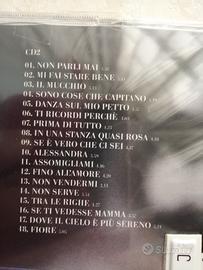 CD2
01. NON PARLI MAI
02. MI FAI STARE BENE
03. IL MUCCHIO
04. SONO COSE CHE CAPITANO
05. DANZA SUL MIO PETTO
06. TI RICORDI PERCHÉ
07. PRIMA DI TUTTO
08. IN UNA STANZA QUASI ROSA
09. SE È VERO CHE CI SEI
10. ALESSANDRA
11. ASSOMIGLIAMI
12. FINO ALL'AMORE
13. NON VENDERMI
14. NON SERVE
15. TRA LE RIGHE
16. SE TI VEDESSE MAMMA
17. DOVE IL CIELO È PIÙ SERENO
18. FIORE
subito